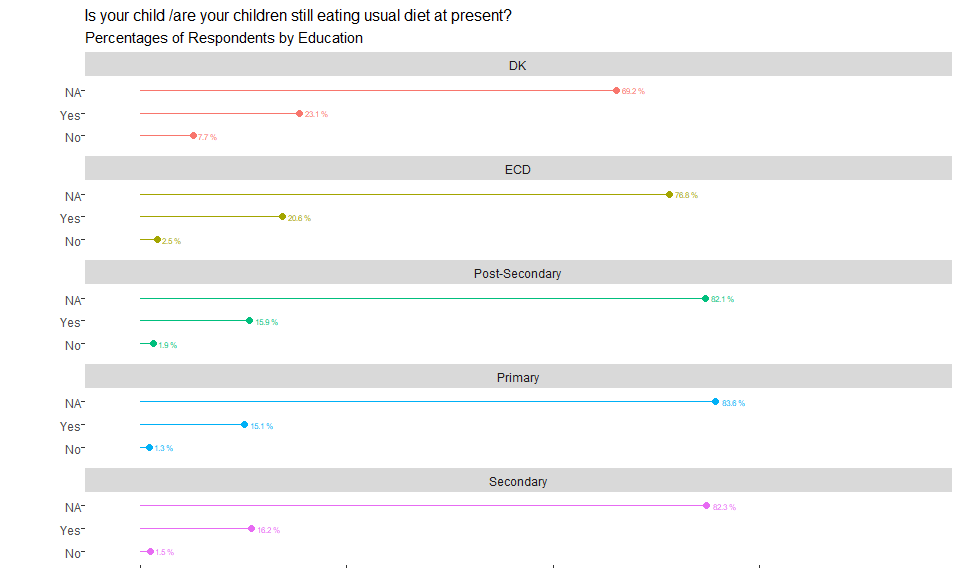 Is your child /are your children still eating usual diet at present?
Percentages of Respondents by Education
DK
NA 69.2 %
Yes 23.1 %
No 7.7 %
ECD
NA 76.8 %
Yes 20.6 %
No 2.5 %
Post-Secondary
NA 82.1 %
Yes 15.9 %
No 1.9 %
Primary
NA 83.6 %
Yes 15.1 %
No 1.3 %
Secondary
NA 82.3 %
Yes 16.2 %
No 1.5 %